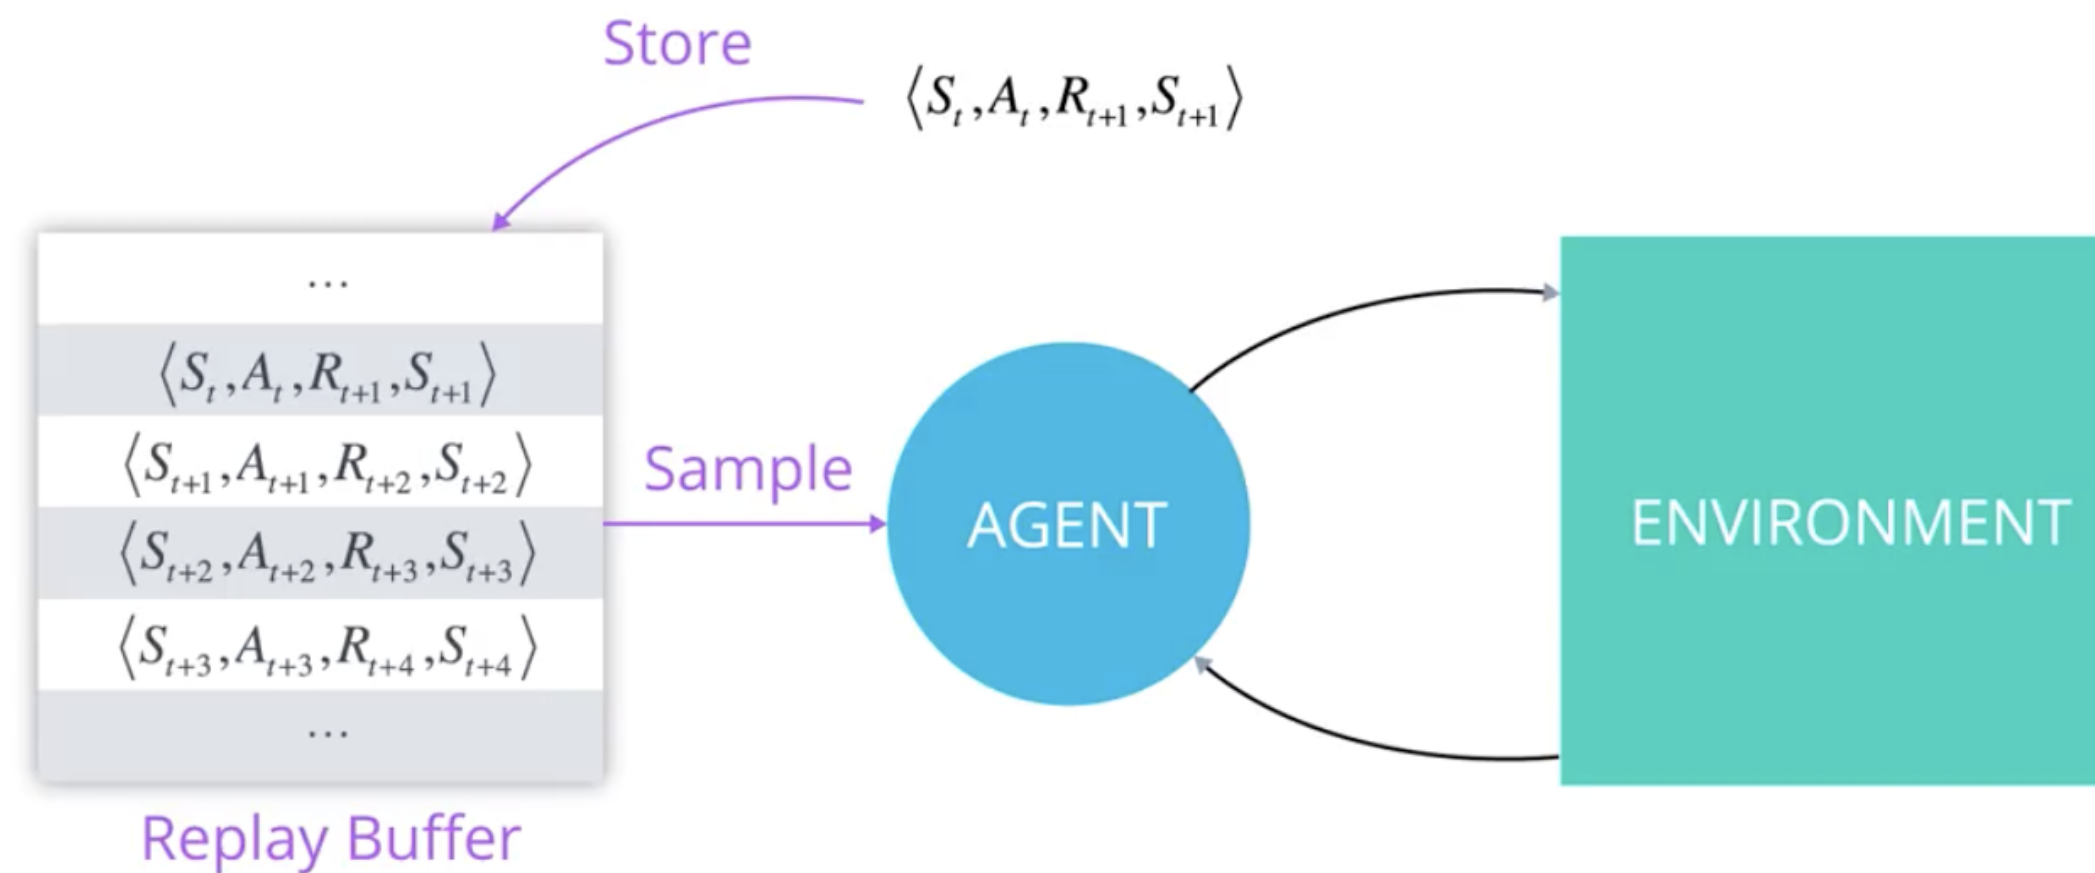 Store
⟨S_t, A_t, R_{t+1}, S_{t+1}⟩
...
⟨S_t, A_t, R_{t+1}, S_{t+1}⟩
⟨S_{t+1}, A_{t+1}, R_{t+2}, S_{t+2}⟩
⟨S_{t+2}, A_{t+2}, R_{t+3}, S_{t+3}⟩
⟨S_{t+3}, A_{t+3}, R_{t+4}, S_{t+4}⟩
...
Replay Buffer
Sample
AGENT
ENVIRONMENT